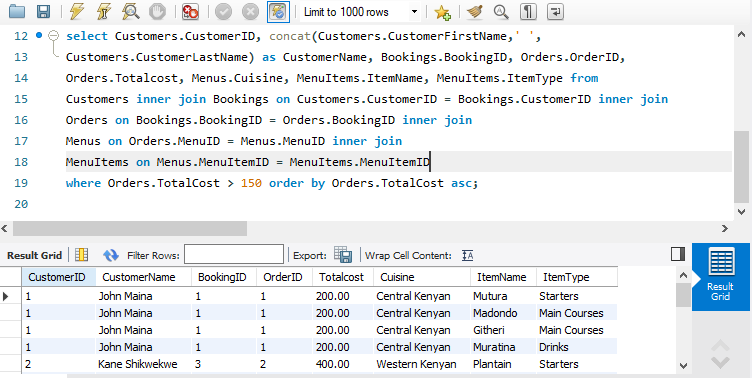 Limit to 1000 rows
12 select Customers.CustomerID, concat(Customers.CustomerFirstName,' ',
13 Customers.CustomerLastName) as CustomerName, Bookings.BookingID, Orders.OrderID,
14 Orders.Totalcost, Menus.Cuisine, MenuItems.ItemName, MenuItems.ItemType from
15 Customers inner join Bookings on Customers.CustomerID = Bookings.CustomerID inner join
16 Orders on Bookings.BookingID = Orders.BookingID inner join
17 Menus on Orders.MenuID = Menus.MenuID inner join
18 MenuItems on Menus.MenuItemID = MenuItems.MenuItemID
19 where Orders.TotalCost > 150 order by Orders.TotalCost asc;
20
Result Grid Filter Rows: Export: Wrap Cell Content: IA
CustomerID CustomerName BookingID OrderID Totalcost Cuisine ItemName ItemType
1 John Maina 1 1 200.00 Central Kenyan Mutura Starters
1 John Maina 1 1 200.00 Central Kenyan Madondo Main Courses
1 John Maina 1 1 200.00 Central Kenyan Githeri Main Courses
1 John Maina 1 1 200.00 Central Kenyan Muratina Drinks
2 Kane Shikwekwe 3 2 400.00 Western Kenyan Plantain Starters
Result
Grid